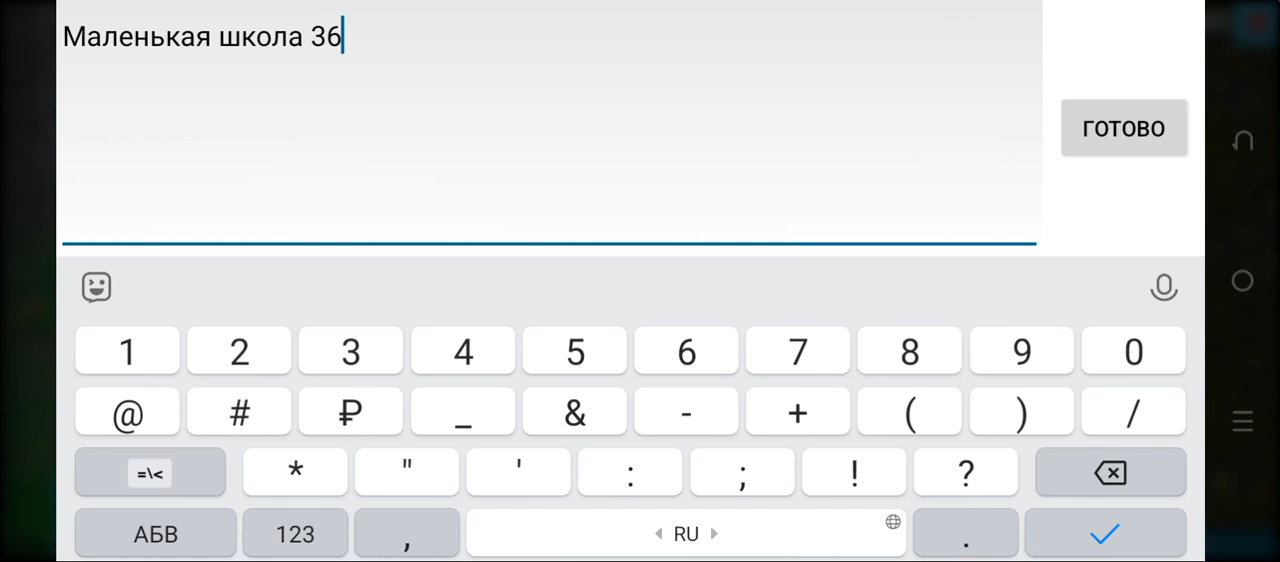 Маленькая школа 36
ГОТОВО
1 2 3 4 5 6 7 8 9 0
@ # ₽ _ & - + ( ) /
=\< * " ' : ; ! ?
АБВ 123 , RU .